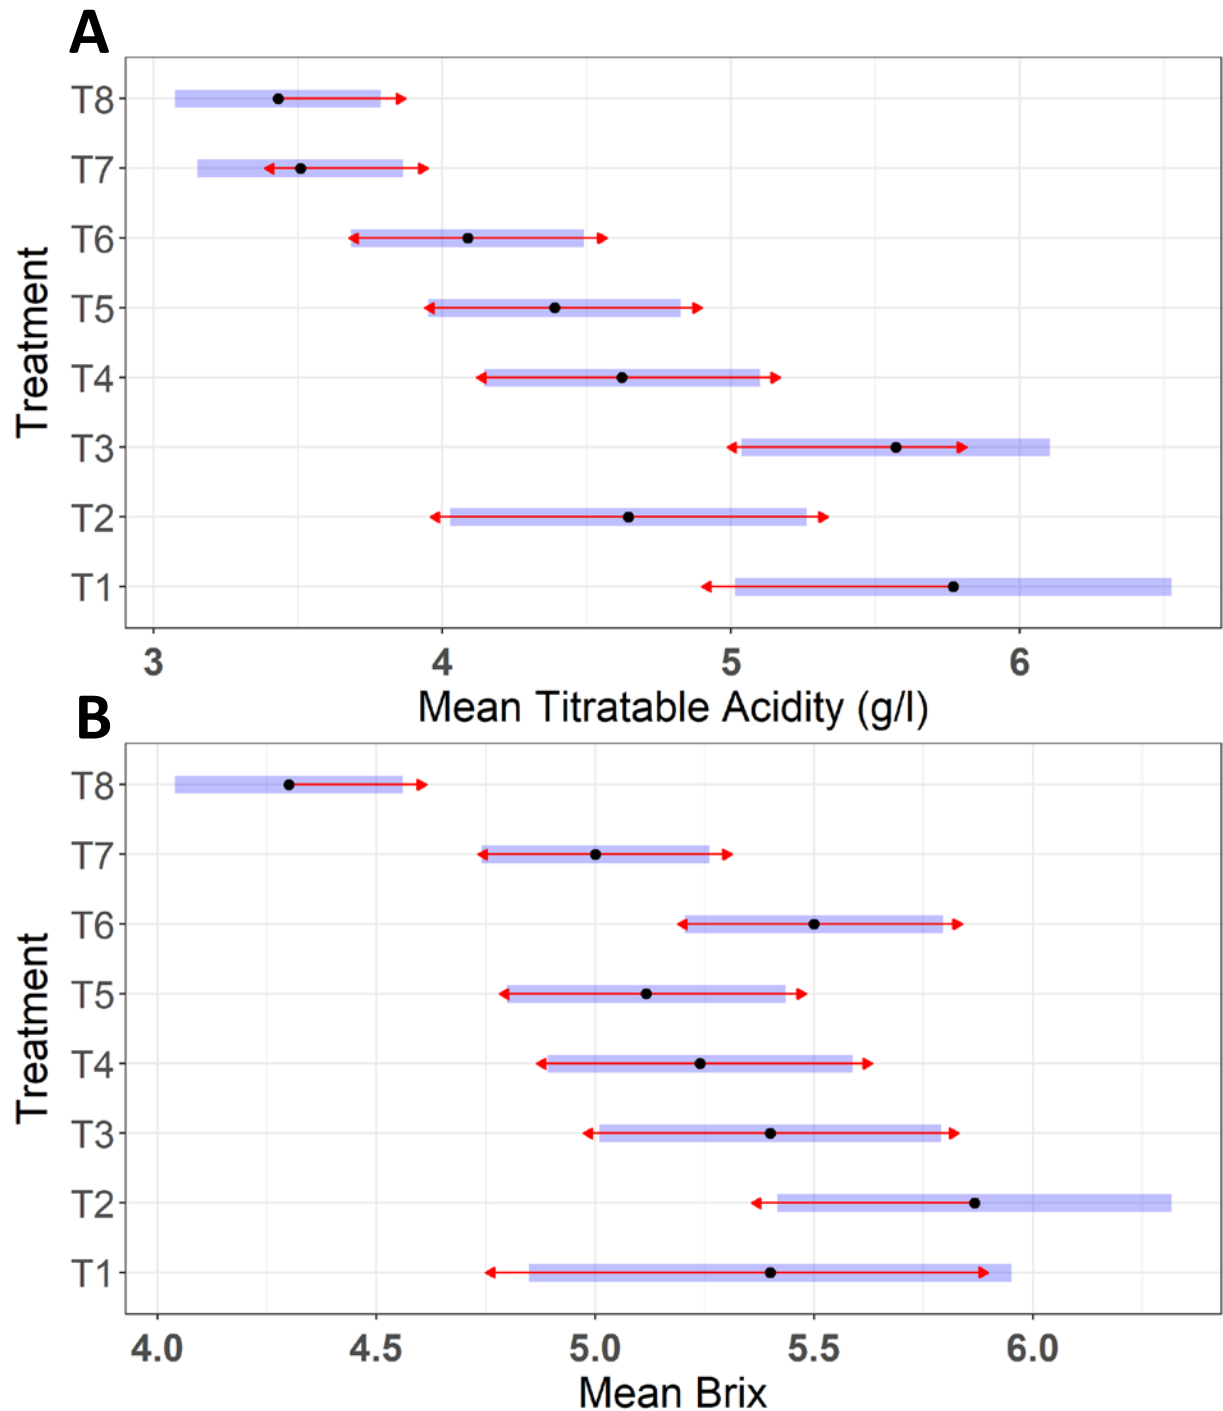 A
T8
T7
T6
T5
T4
T3
T2
T1
Treatment
3 4 5 6
Mean Titratable Acidity (g/l)
B
T8
T7
T6
T5
T4
T3
T2
T1
Treatment
4.0 4.5 5.0 5.5 6.0
Mean Brix